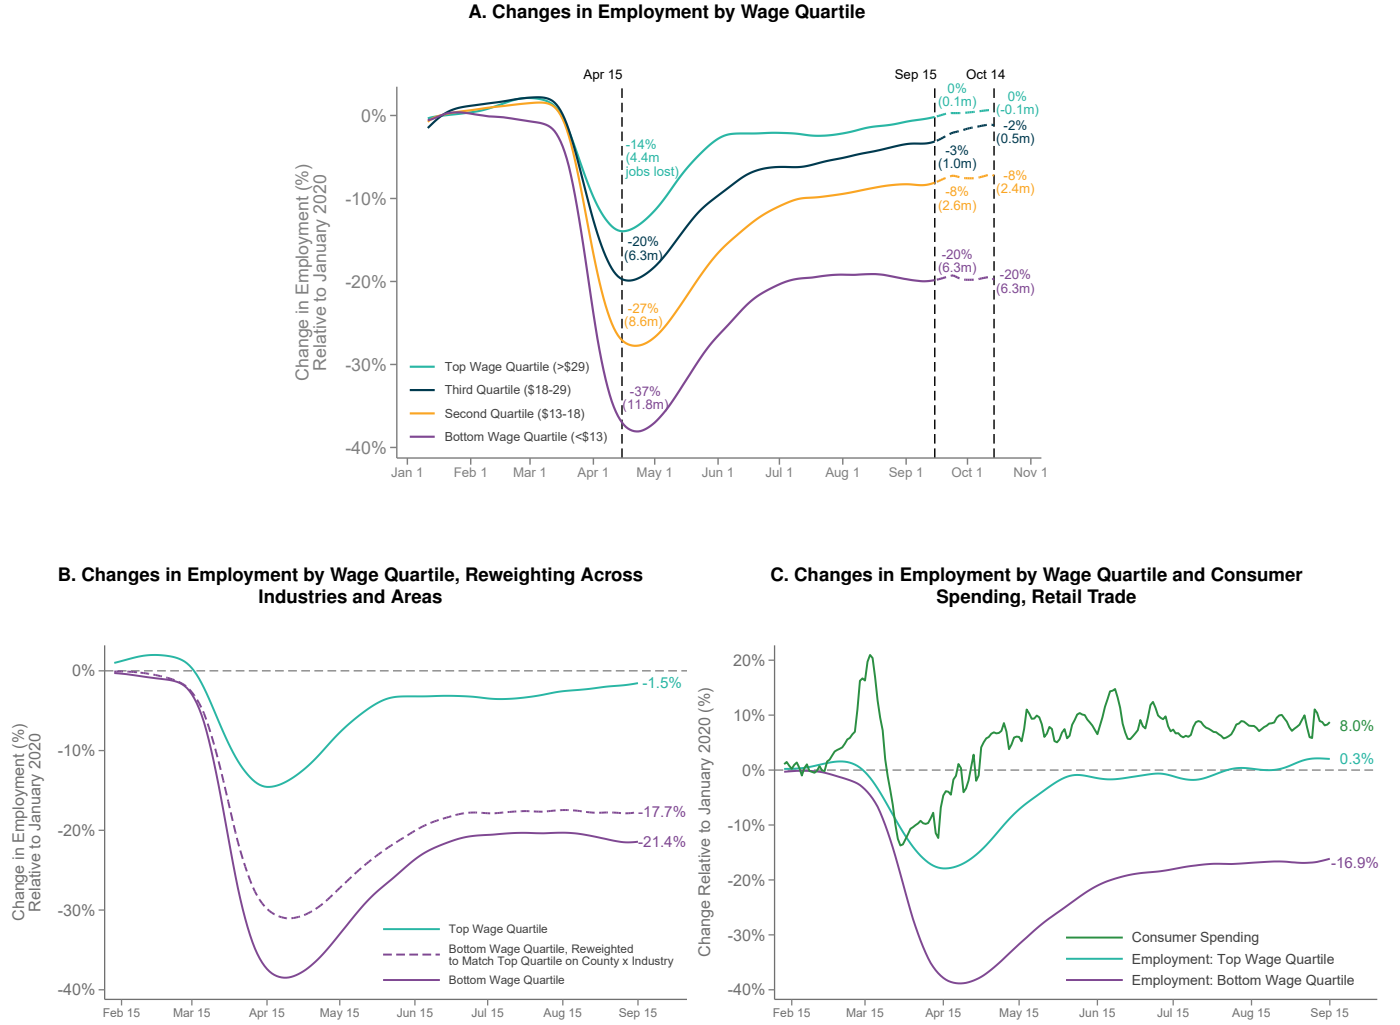 A. Changes in Employment by Wage Quartile
Apr 15
Sep 15
Oct 14
0%
-10%
-20%
-30%
-40%
Change in Employment (%)
Relative to January 2020
-14%
(4.4m
jobs lost)
-20%
(6.3m)
-27%
(8.6m)
-37%
(11.8m)
0%
(0.1m)
-3%
(1.0m)
-8%
(2.6m)
-20%
(6.3m)
0%
(-0.1m)
-2%
(0.5m)
-8%
(2.4m)
-20%
(6.3m)
Top Wage Quartile (>$29)
Third Quartile ($18-29)
Second Quartile ($13-18)
Bottom Wage Quartile (<$13)
Jan 1 Feb 1 Mar 1 Apr 1 May 1 Jun 1 Jul 1 Aug 1 Sep 1 Oct 1 Nov 1
B. Changes in Employment by Wage Quartile, Reweighting Across
Industries and Areas
0%
-10%
-20%
-30%
-40%
Change in Employment (%)
Relative to January 2020
-1.5%
-17.7%
-21.4%
Top Wage Quartile
Bottom Wage Quartile, Reweighted
to Match Top Quartile on County x Industry
Bottom Wage Quartile
Feb 15 Mar 15 Apr 15 May 15 Jun 15 Jul 15 Aug 15 Sep 15
C. Changes in Employment by Wage Quartile and Consumer
Spending, Retail Trade
20%
10%
0%
-10%
-20%
-30%
-40%
Change Relative to January 2020 (%)
8.0%
0.3%
-16.9%
Consumer Spending
Employment: Top Wage Quartile
Employment: Bottom Wage Quartile
Feb 15 Mar 15 Apr 15 May 15 Jun 15 Jul 15 Aug 15 Sep 15